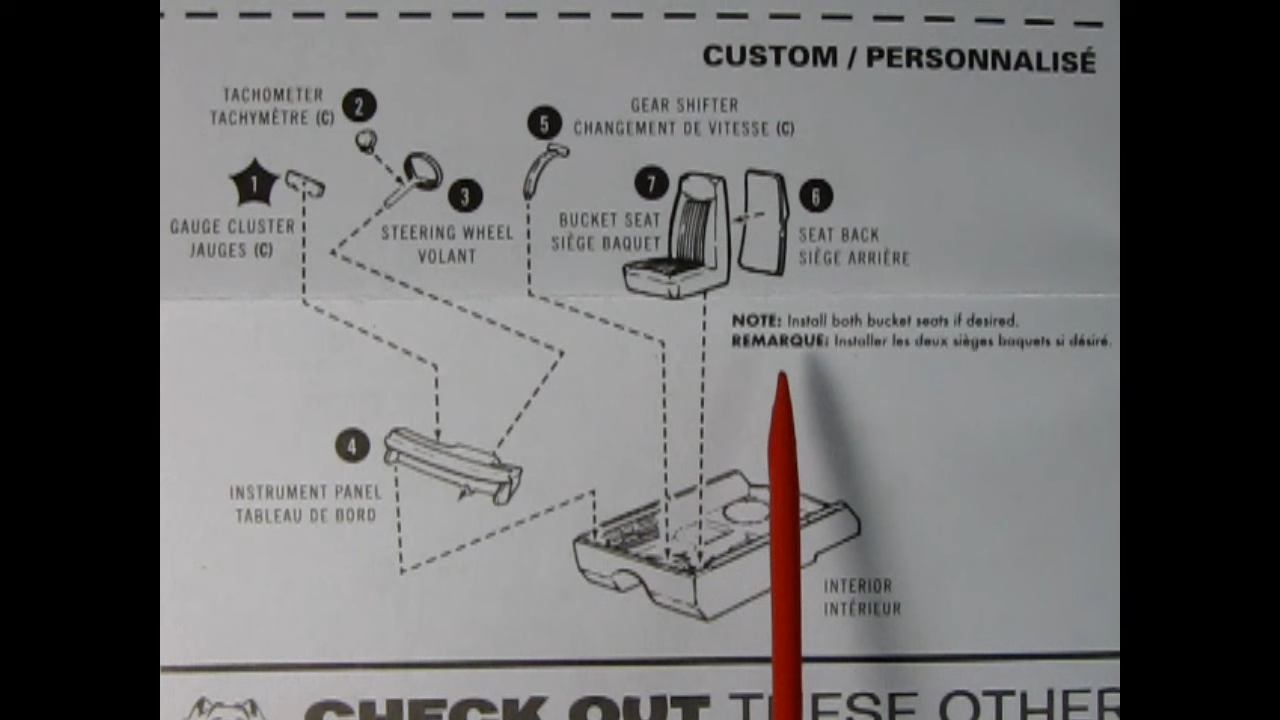 CUSTOM / PERSONNALISÉ
TACHOMETER
TACHYMÈTRE (C)
2
GEAR SHIFTER
CHANGEMENT DE VITESSE (C)
5
1
GAUGE CLUSTER
JAUGES (C)
3
STEERING WHEEL
VOLANT
7
BUCKET SEAT
SIÈGE BAQUET
6
SEAT BACK
SIÈGE ARRIÈRE
NOTE: Install both bucket seats if desired.
REMARQUE: Installer les deux sièges baquets si désiré.
4
INSTRUMENT PANEL
TABLEAU DE BORD
INTERIOR
INTÉRIEUR
CHECK OUT THESE OTHER